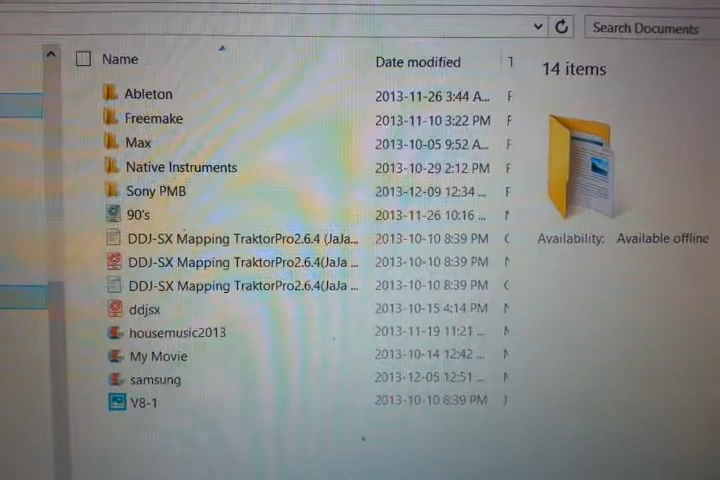 Search Documents
Name Date modified T
14 items
Ableton 2013-11-26 3:44 A... F
Freemake 2013-11-10 3:22 PM F
Max 2013-10-05 9:52 A... F
Native Instruments 2013-10-29 2:12 PM F
Sony PMB 2013-12-09 12:34 ... F
90's 2013-11-26 10:16 ...
DDJ-SX Mapping TraktorPro2.6.4 (JaJa... 2013-10-10 8:39 PM
Availability: Available offline
DDJ-SX Mapping TraktorPro2.6.4(JaJa ... 2013-10-10 8:39 PM
DDJ-SX Mapping TraktorPro2.6.4(JaJa ... 2013-10-10 8:39 PM
ddjsx 2013-10-15 4:14 PM
housemusic2013 2013-11-19 11:21 ...
My Movie 2013-10-14 12:42 ...
samsung 2013-12-05 12:51 ...
V8-1 2013-10-10 8:39 PM